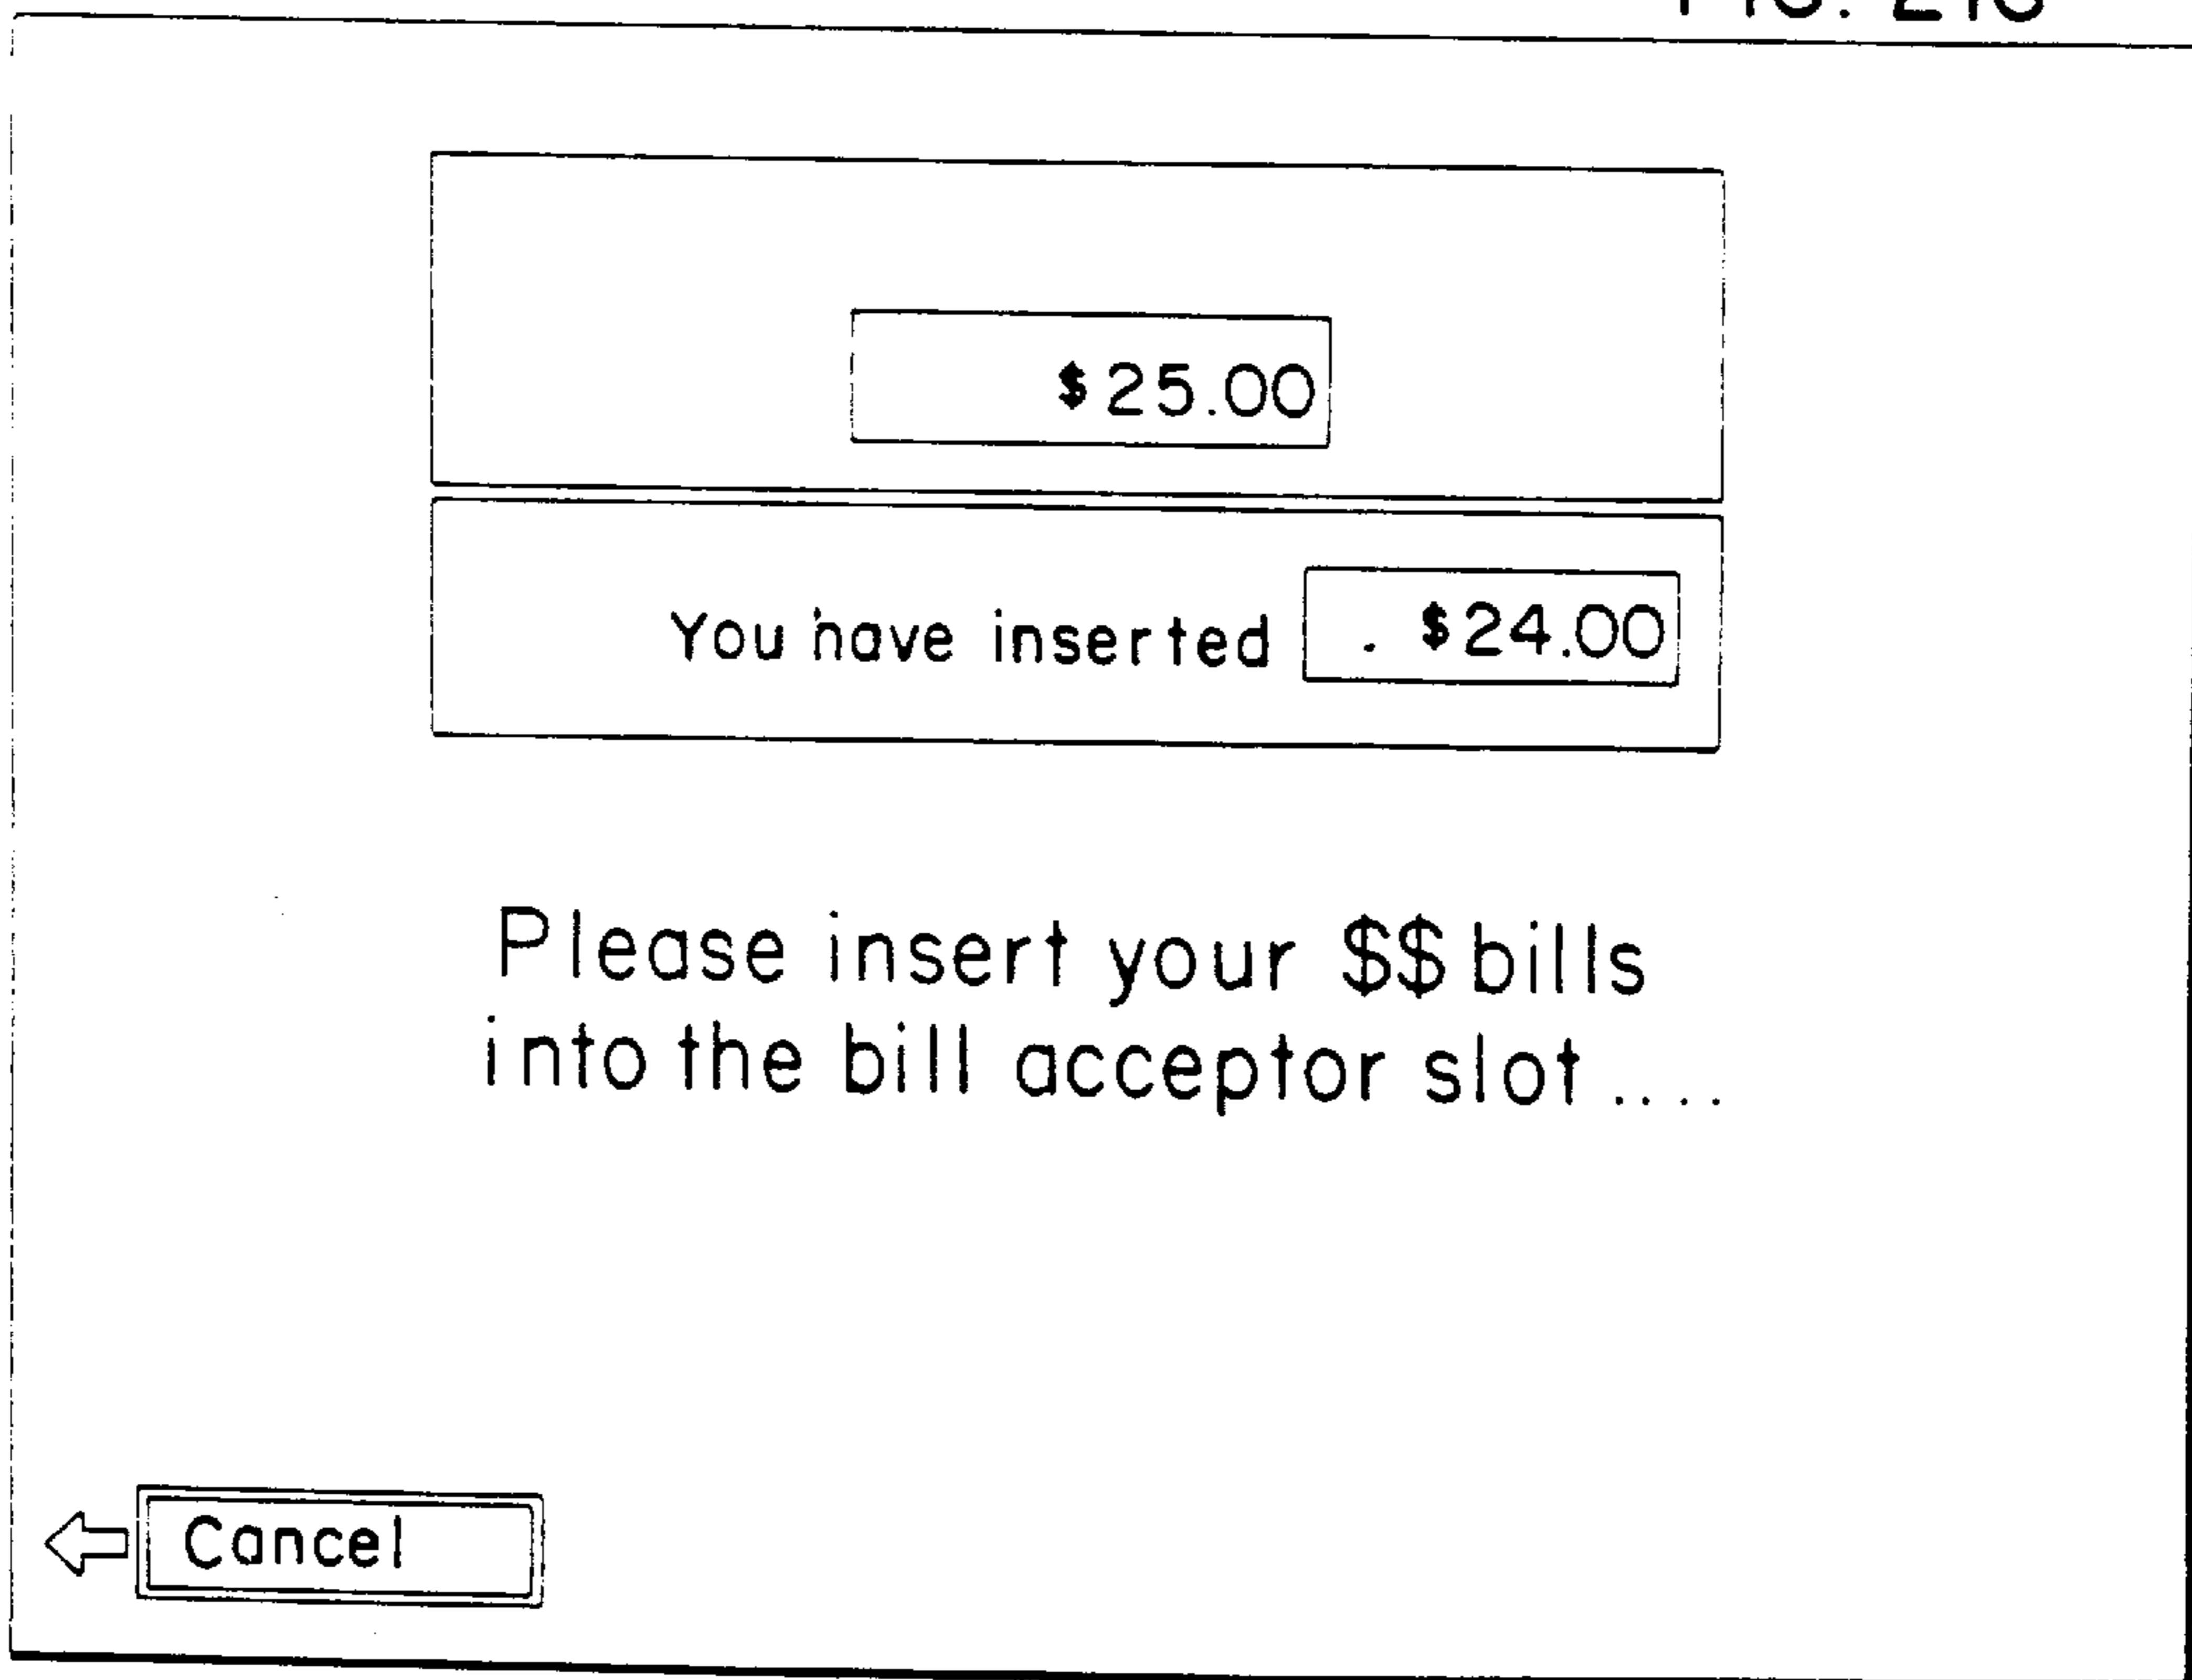 $25.00
You have inserted $24.00
Please insert your $$ bills
into the bill acceptor slot....
Cancel